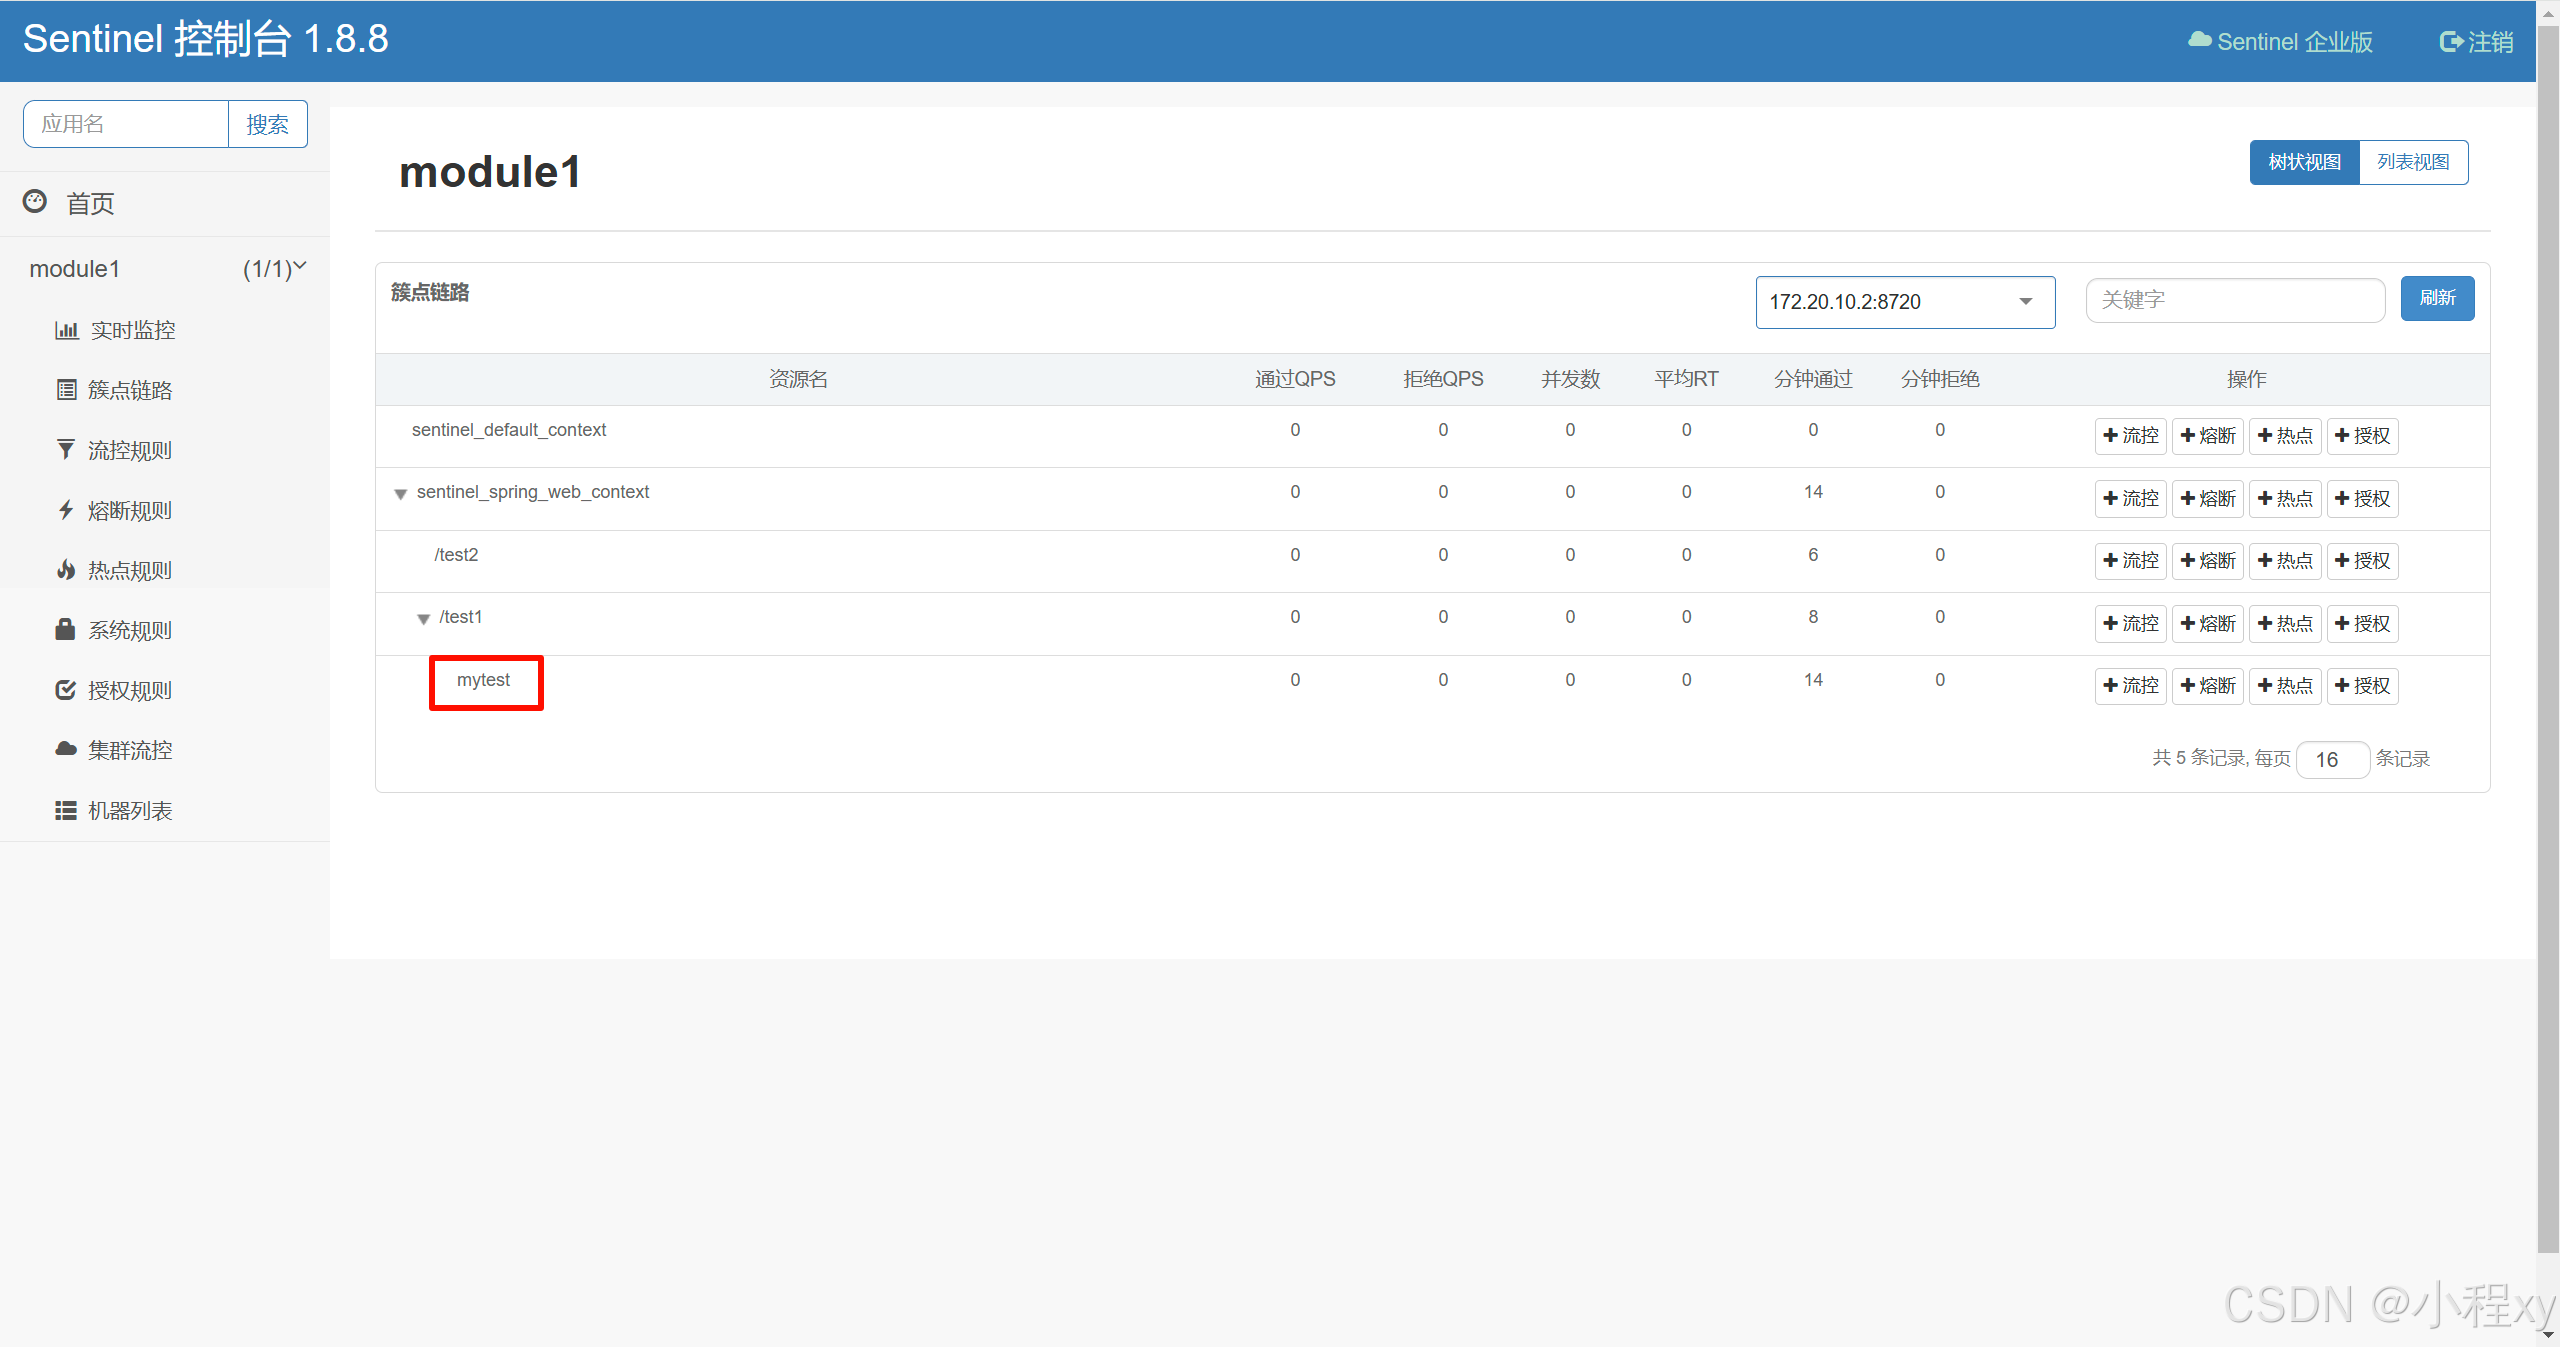 Sentinel 控制台 1.8.8
Sentinel 企业版
注销
应用名
搜索
首页
module1 (1/1)
实时监控
簇点链路
流控规则
熔断规则
热点规则
系统规则
授权规则
集群流控
机器列表
module1
树状视图 列表视图
簇点链路
172.20.10.2:8720
关键字
刷新
资源名 通过QPS 拒绝QPS 并发数 平均RT 分钟通过 分钟拒绝 操作
sentinel_default_context 0 0 0 0 0 0 流控 熔断 热点 授权
sentinel_spring_web_context 0 0 0 0 14 0 流控 熔断 热点 授权
/test2 0 0 0 0 6 0 流控 熔断 热点 授权
/test1 0 0 0 0 8 0 流控 熔断 热点 授权
mytest 0 0 0 0 14 0 流控 熔断 热点 授权
共 5 条记录, 每页 16 条记录
CSDN @小程xy